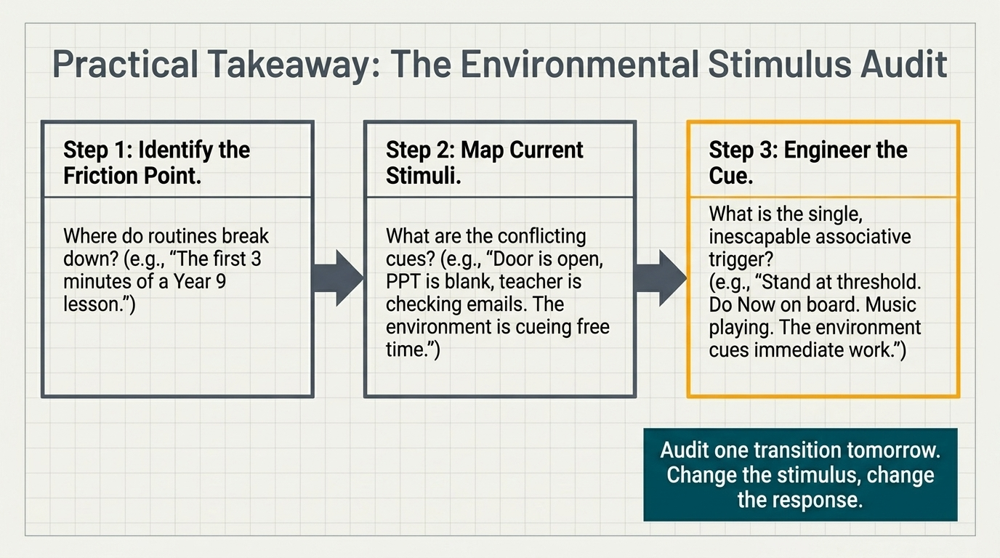 Practical Takeaway: The Environmental Stimulus Audit
Step 1: Identify the
Friction Point.
Where do routines break
down? (e.g., “The first 3
minutes of a Year 9
lesson.”)
Step 2: Map Current
Stimuli.
What are the conflicting
cues? (e.g., “Door is open,
PPT is blank, teacher is
checking emails. The
environment is cueing free
time.”)
Step 3: Engineer the
Cue.
What is the single,
inescapable associative
trigger?
(e.g., “Stand at threshold.
Do Now on board. Music
playing. The environment
cues immediate work.”)
Audit one transition tomorrow.
Change the stimulus, change
the response.